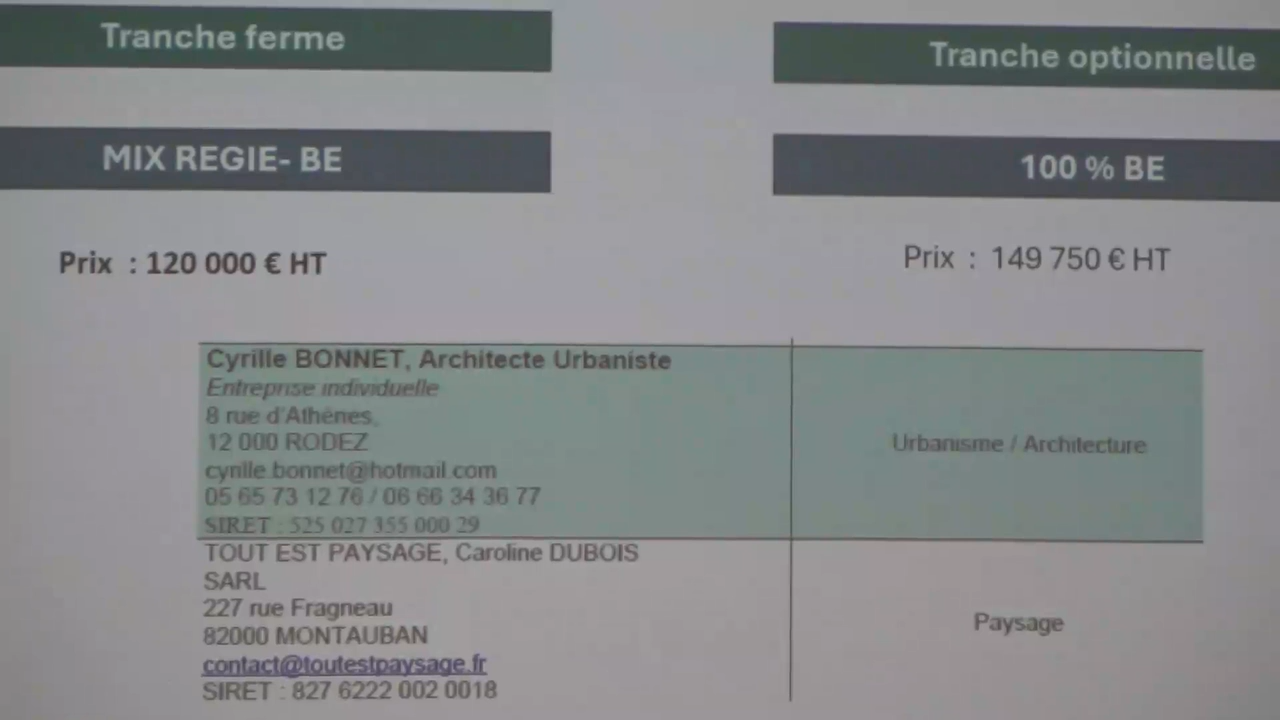 Tranche ferme
Tranche optionnelle
MIX REGIE- BE
100 % BE
Prix : 120 000 € HT
Prix : 149 750 € HT
Cyrille BONNET, Architecte Urbaniste
Entreprise individuelle
8 rue d'Athènes,
12 000 RODEZ
cyrille.bonnet@hotmail.com
05 65 73 12 76 / 06 66 34 36 77
SIRET : 525 027 355 000 29
Urbanisme / Architecture
TOUT EST PAYSAGE, Caroline DUBOIS
SARL
227 rue Fragneau
82000 MONTAUBAN
contact@toutestpaysage.fr
SIRET : 827 6222 002 0018
Paysage